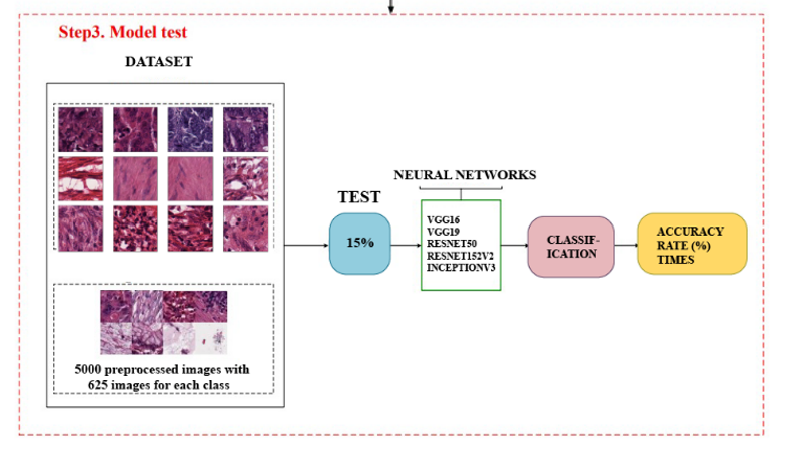 Step3. Model test
DATASET
5000 preprocessed images with
625 images for each class
TEST
15%
NEURAL NETWORKS
VGG16
VGG19
RESNET50
RESNET152V2
INCEPTIONV3
CLASSIF-
ICATION
ACCURACY
RATE (%)
TIMES